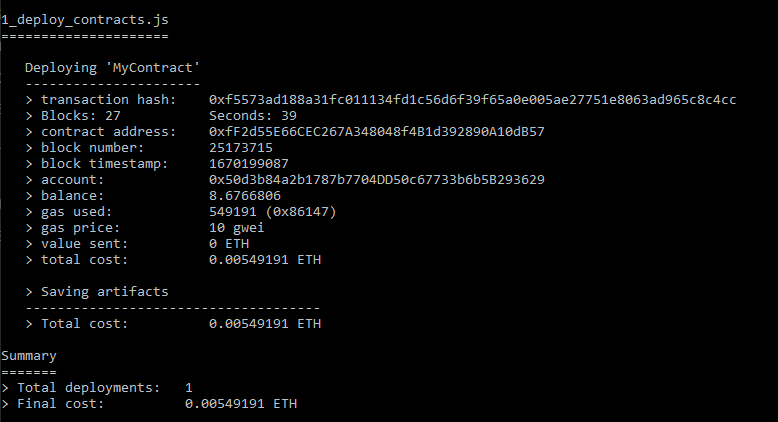 1_deploy_contracts.js
=====================
Deploying 'MyContract'
----------------------
> transaction hash:    0xf5573ad188a31fc011134fd1c56d6f39f65a0e005ae27751e8063ad965c8c4cc
> Blocks: 27           Seconds: 39
> contract address:    0xfF2d55E66CEC267A348048f4B1d392890A10dB57
> block number:        25173715
> block timestamp:     1670199087
> account:             0x50d3b84a2b1787b7704DD50c67733b6b5B293629
> balance:             8.6766806
> gas used:            549191 (0x86147)
> gas price:           10 gwei
> value sent:          0 ETH
> total cost:          0.00549191 ETH
> Saving artifacts
-------------------------------------
> Total cost:          0.00549191 ETH
Summary
=======
> Total deployments:   1
> Final cost:          0.00549191 ETH